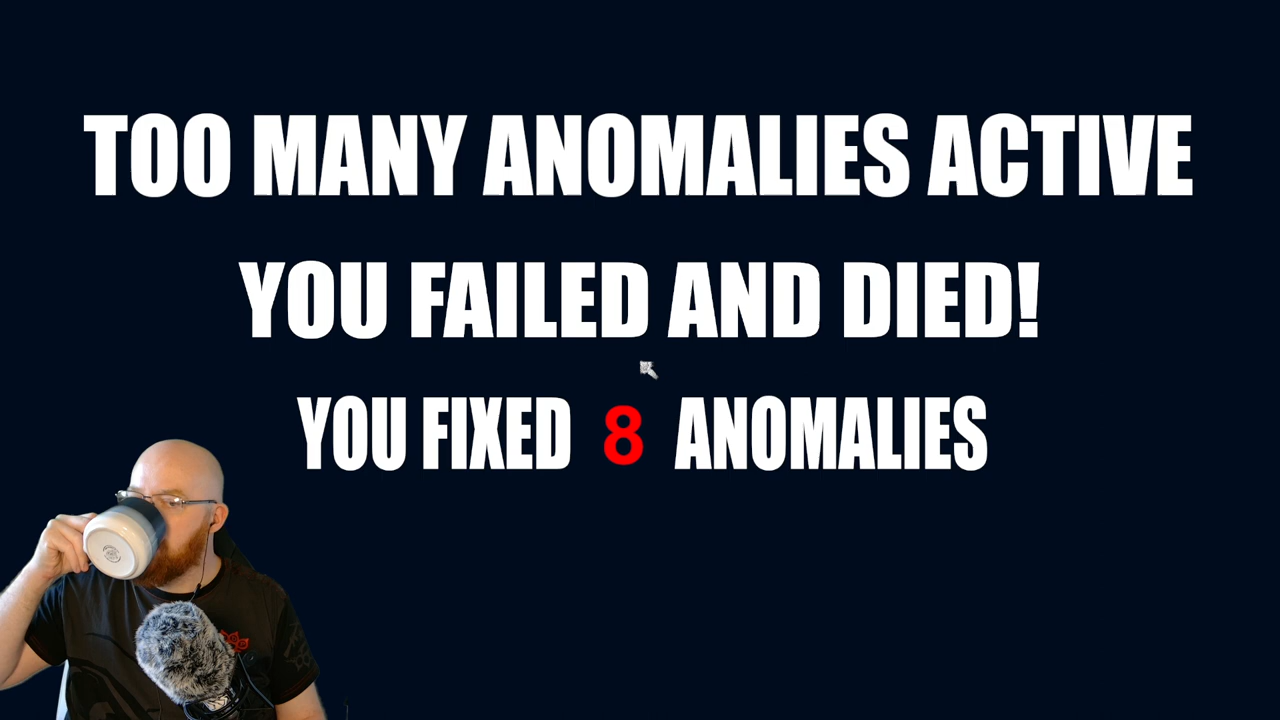 TOO MANY ANOMALIES ACTIVE
YOU FAILED AND DIED!
YOU FIXED 8 ANOMALIES